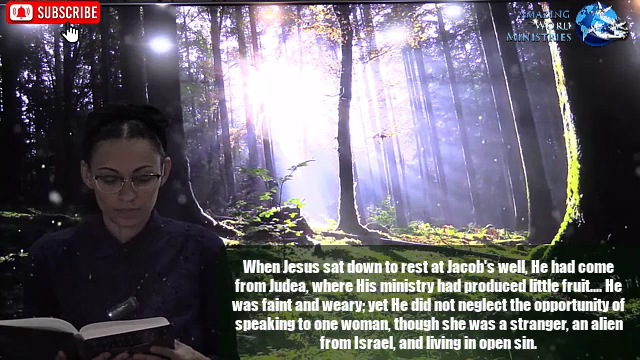 SUBSCRIBE
AMAZING
WORD
MINISTRIES
When Jesus sat down to rest at Jacob's well, He had come
from Judea, where His ministry had produced little fruit.... He
was faint and weary; yet He did not neglect the opportunity of
speaking to one woman, though she was a stranger, an alien
from Israel, and living in open sin.